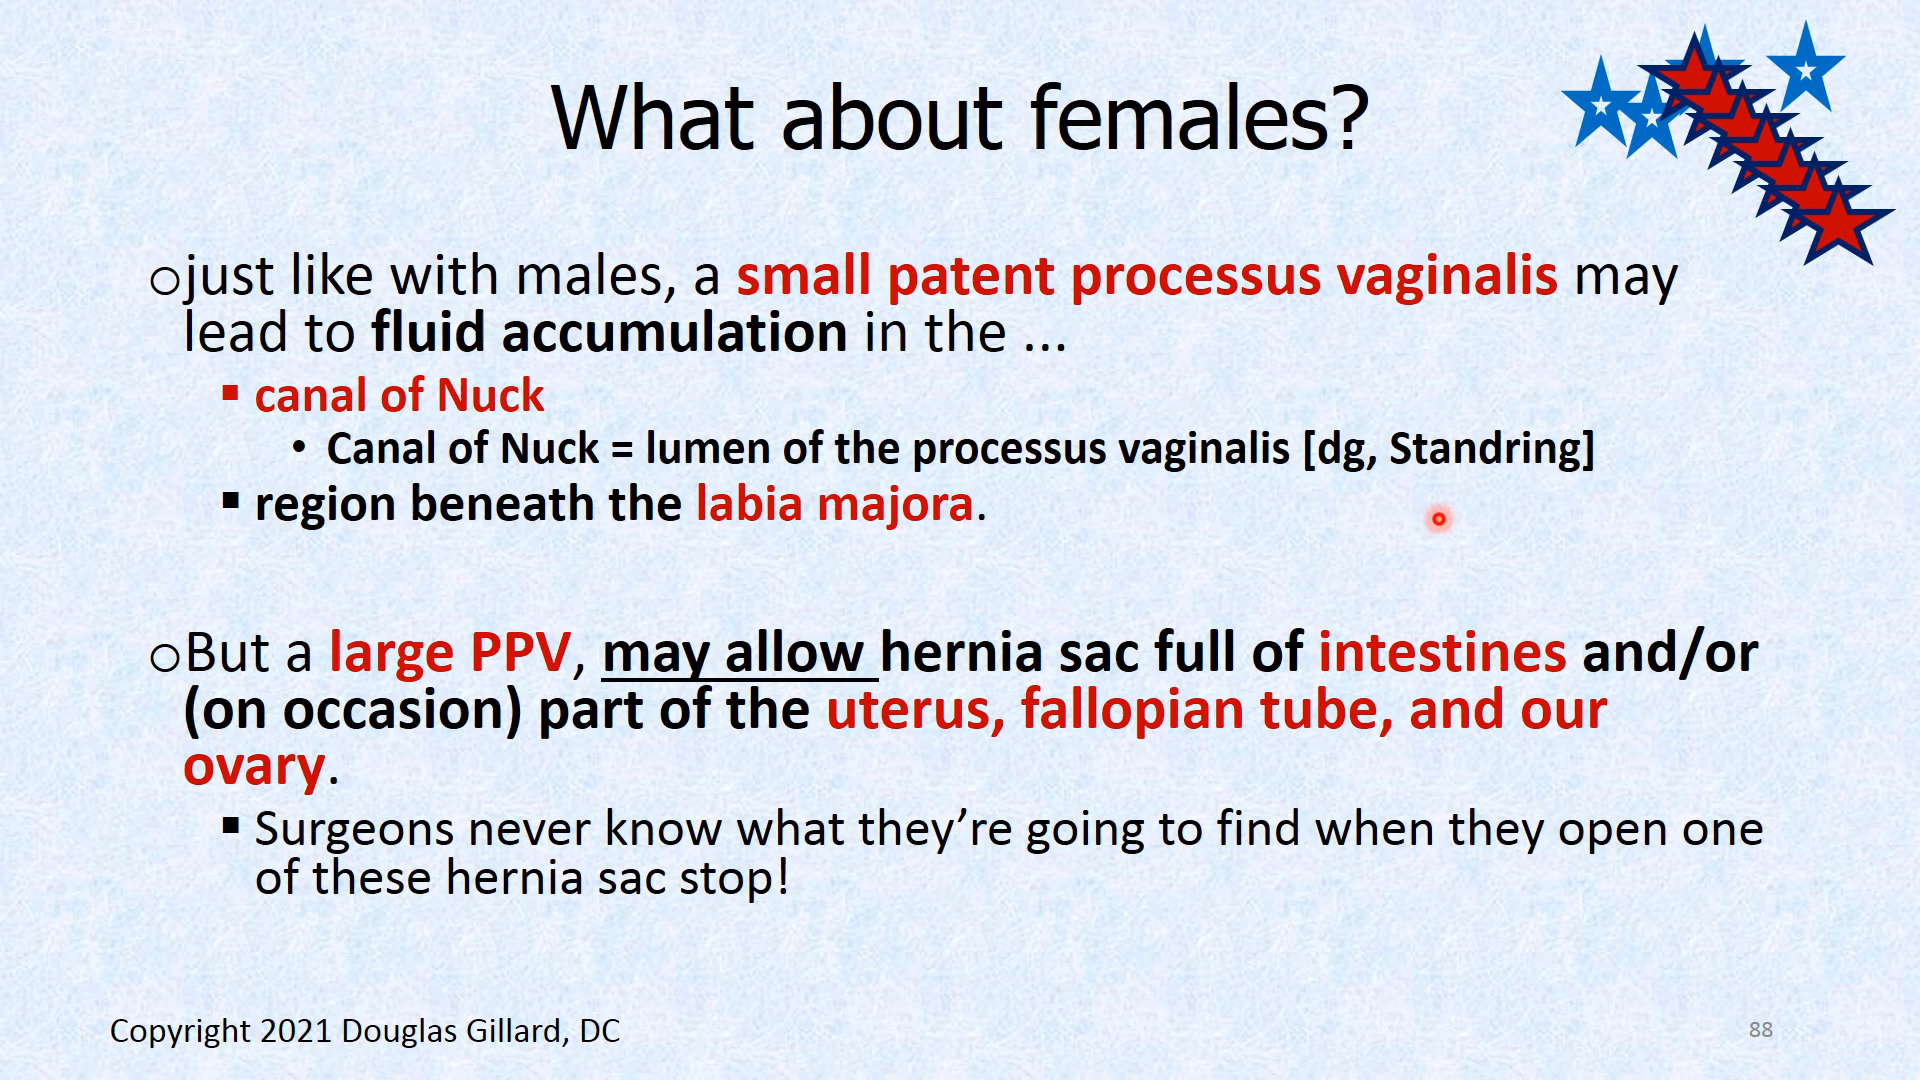 What about females?
just like with males, a small patent processus vaginalis may
lead to fluid accumulation in the ...
canal of Nuck
Canal of Nuck = lumen of the processus vaginalis [dg, Standring]
region beneath the labia majora.
But a large PPV, may allow hernia sac full of intestines and/or
(on occasion) part of the uterus, fallopian tube, and our
ovary.
Surgeons never know what they’re going to find when they open one
of these hernia sac stop!
Copyright 2021 Douglas Gillard, DC
88